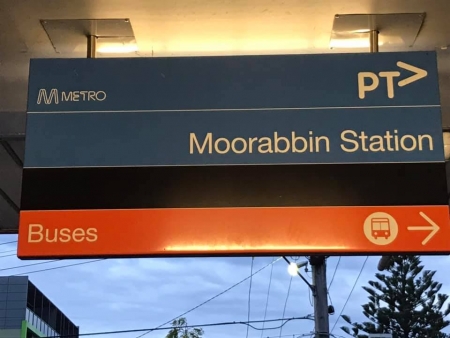 METRO
PT>
Moorabbin Station
Buses